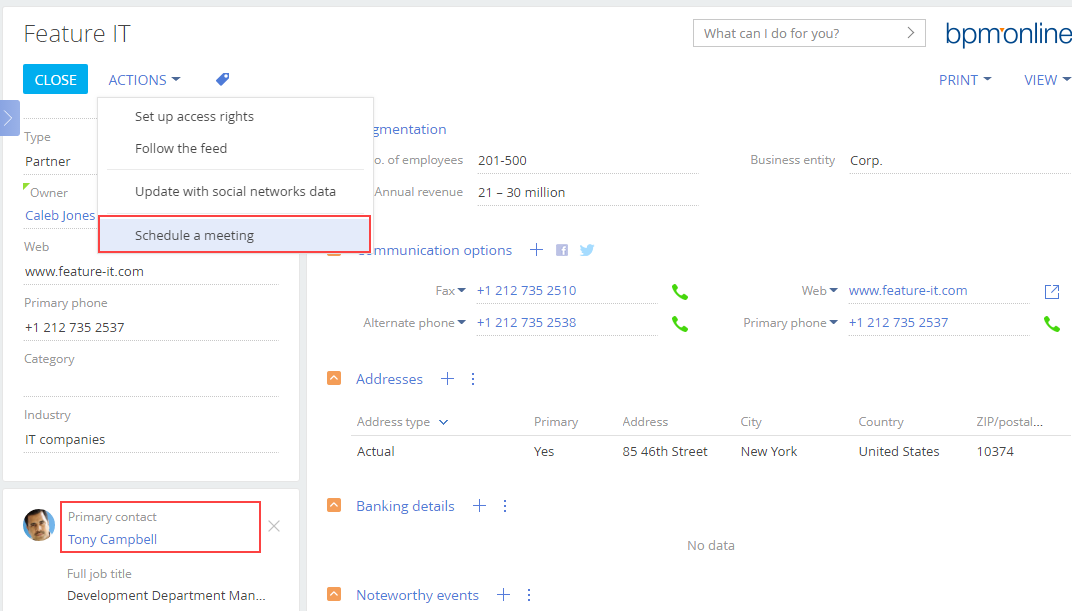 Feature IT
What can I do for you?
bpmonline
CLOSE
ACTIONS
PRINT
VIEW
Set up access rights
Follow the feed
Update with social networks data
Schedule a meeting
Type
Partner
Owner
Caleb Jones
Web
www.feature-it.com
Primary phone
+1 212 735 2537
Category
Industry
IT companies
Primary contact
Tony Campbell
Full job title
Development Department Man...
gmentation
o. of employees 201-500
Business entity Corp.
Annual revenue 21 – 30 million
ommunication options
Fax +1 212 735 2510
Web www.feature-it.com
Alternate phone +1 212 735 2538
Primary phone +1 212 735 2537
Addresses
Address type Primary Address City Country ZIP/postal...
Actual Yes 85 46th Street New York United States 10374
Banking details
No data
Noteworthy events